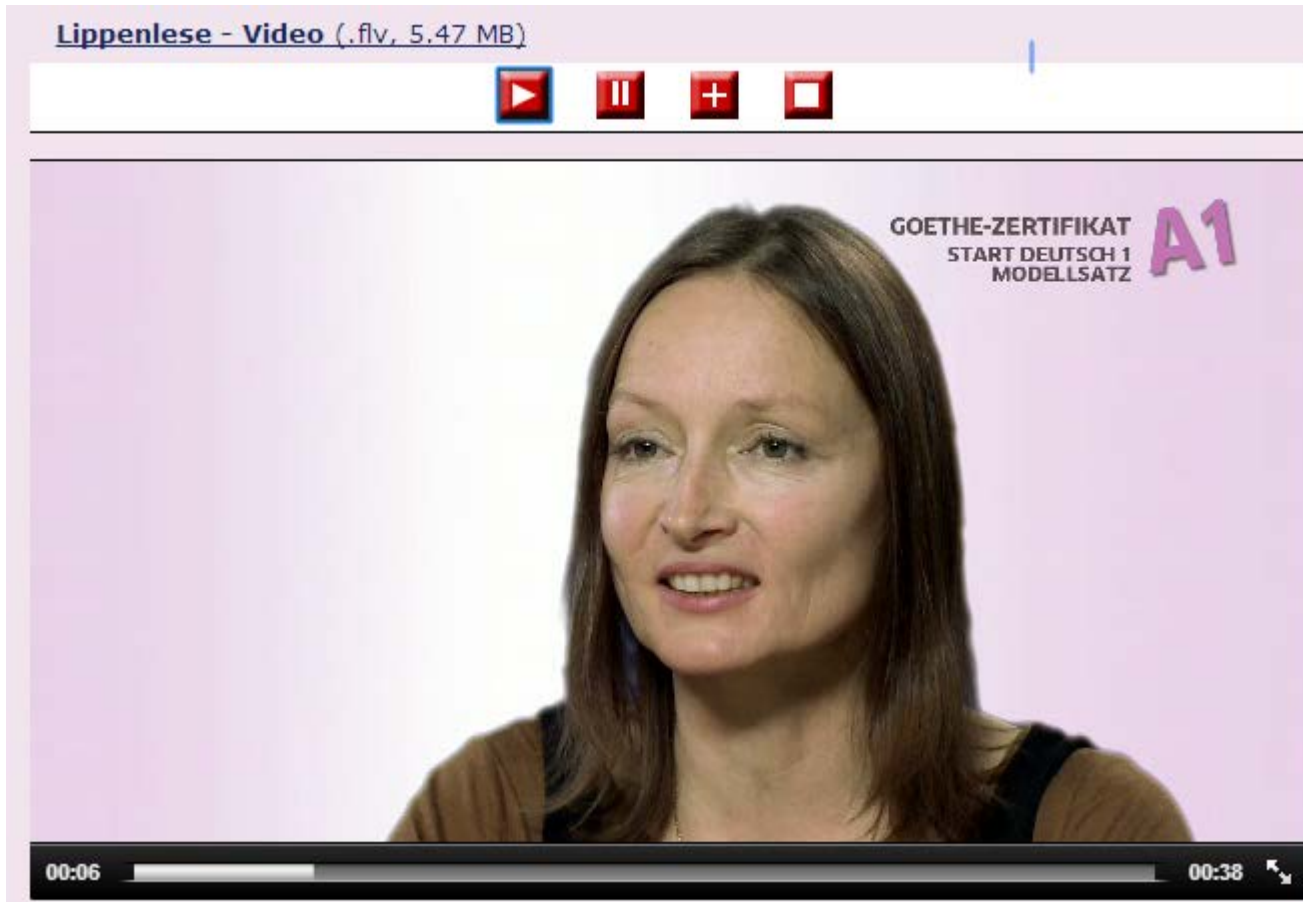 Lippenlese - Video (.flv, 5.47 MB)
GOETHE-ZERTIFIKAT A1
START DEUTSCH 1
MODELLSATZ
00:06
00:38